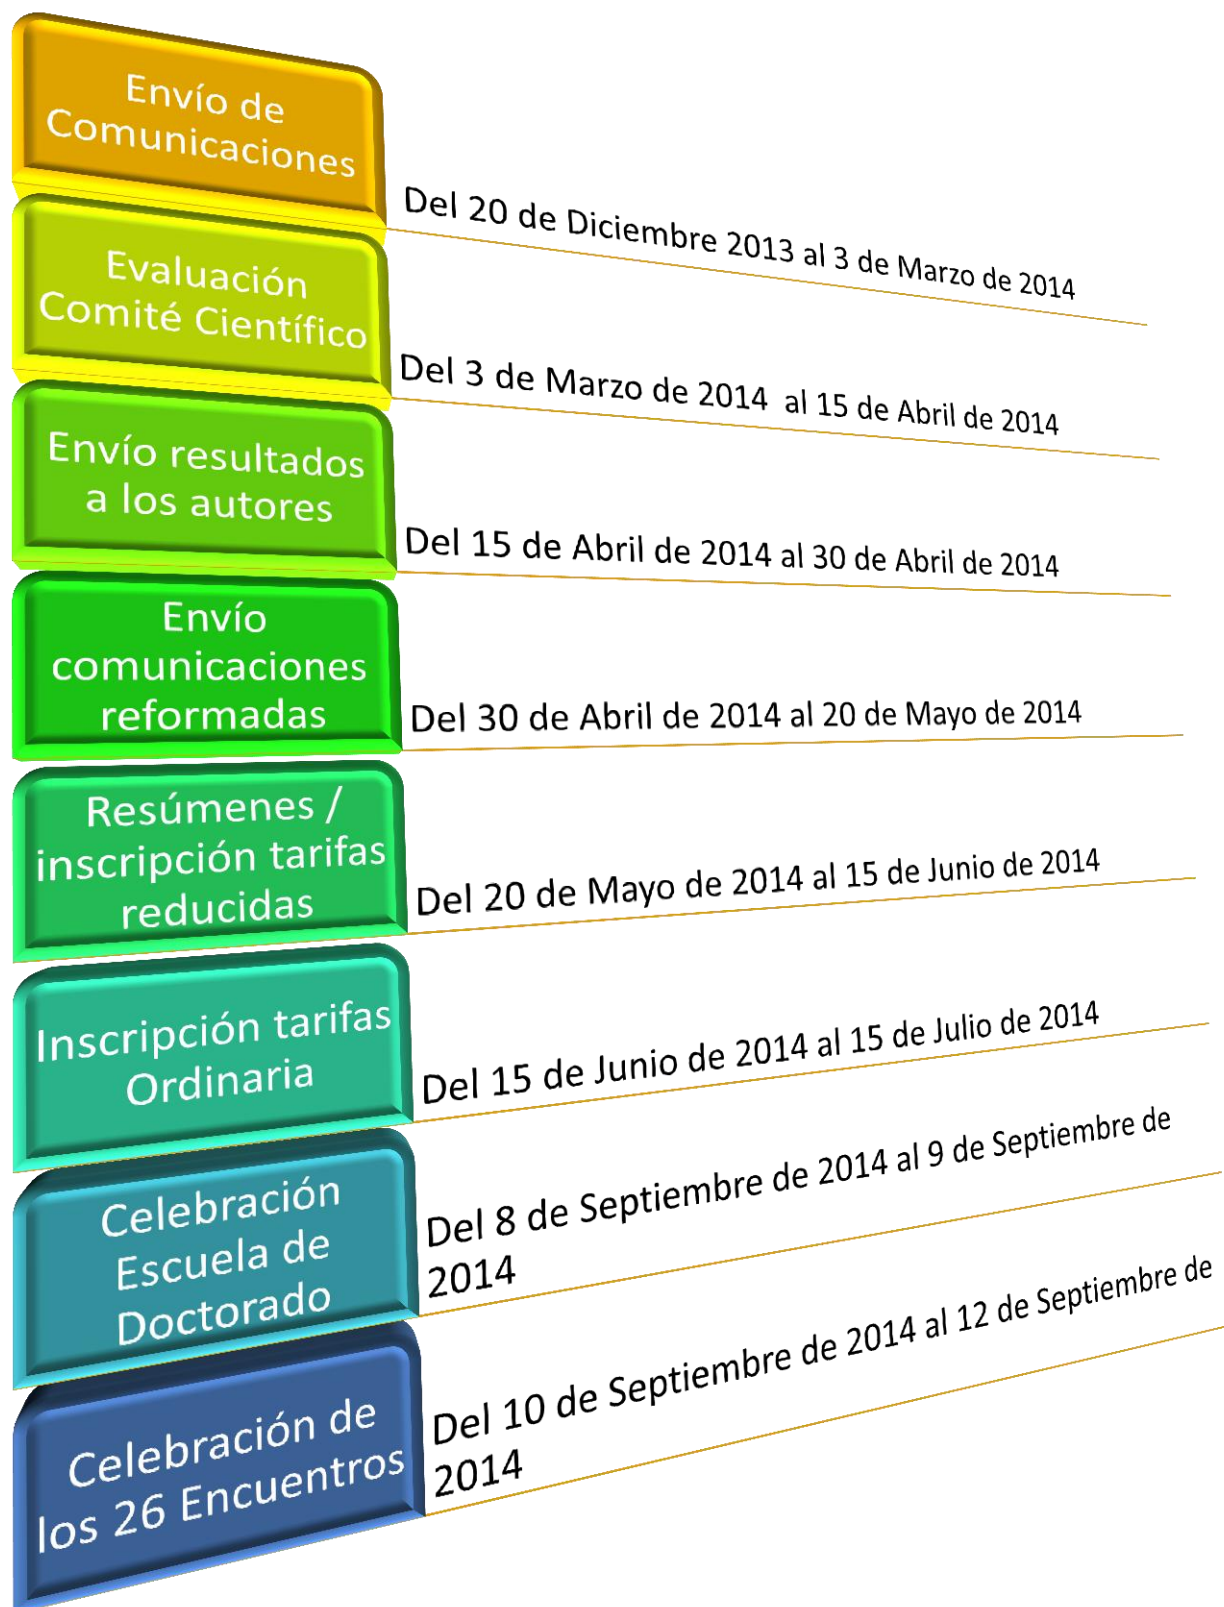 Envío de
Comunicaciones
Del 20 de Diciembre 2013 al 3 de Marzo de 2014
Evaluación
Comité Científico
Del 3 de Marzo de 2014 al 15 de Abril de 2014
Envío resultados
a los autores
Del 15 de Abril de 2014 al 30 de Abril de 2014
Envío
comunicaciones
reformadas
Del 30 de Abril de 2014 al 20 de Mayo de 2014
Resúmenes /
inscripción tarifas
reducidas
Del 20 de Mayo de 2014 al 15 de Junio de 2014
Inscripción tarifas
Ordinaria
Del 15 de Junio de 2014 al 15 de Julio de 2014
Celebración
Escuela de
Doctorado
Del 8 de Septiembre de 2014 al 9 de Septiembre de
2014
Celebración de
los 26 Encuentros
Del 10 de Septiembre de 2014 al 12 de Septiembre de
2014